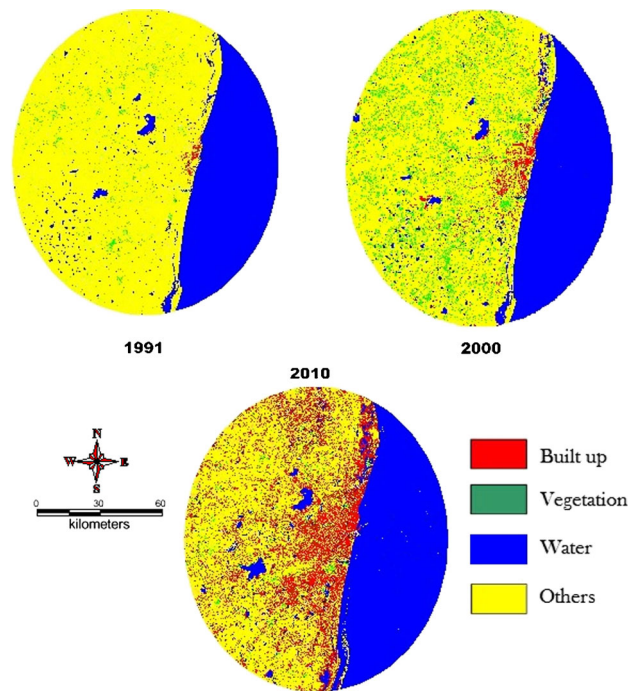 1991
2000
2010
N
W E
S
0 30 60
kilometers
Built up
Vegetation
Water
Others